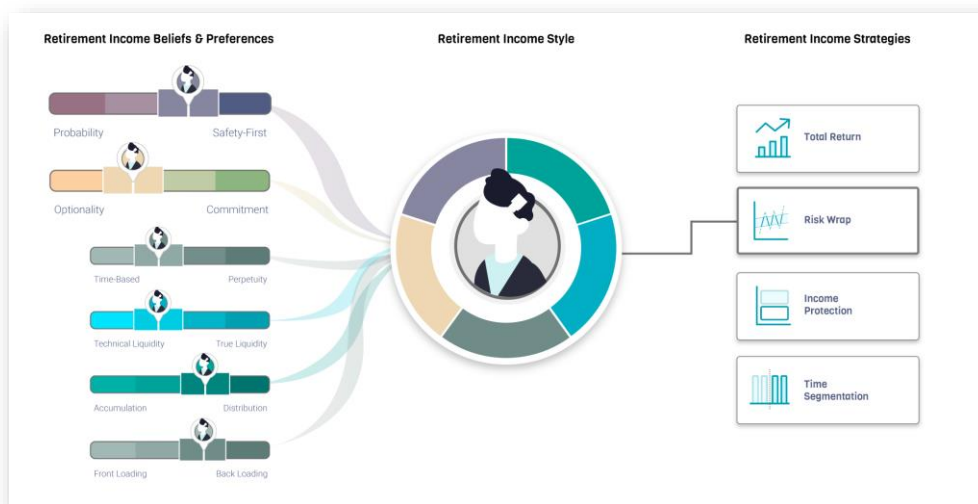 Retirement Income Beliefs & Preferences
Probability
Safety-First
Optionality
Commitment
Time-Based
Perpetuity
Technical Liquidity
True Liquidity
Accumulation
Distribution
Front Loading
Back Loading
Retirement Income Style
Retirement Income Strategies
Total Return
Risk Wrap
Income
Protection
Time
Segmentation